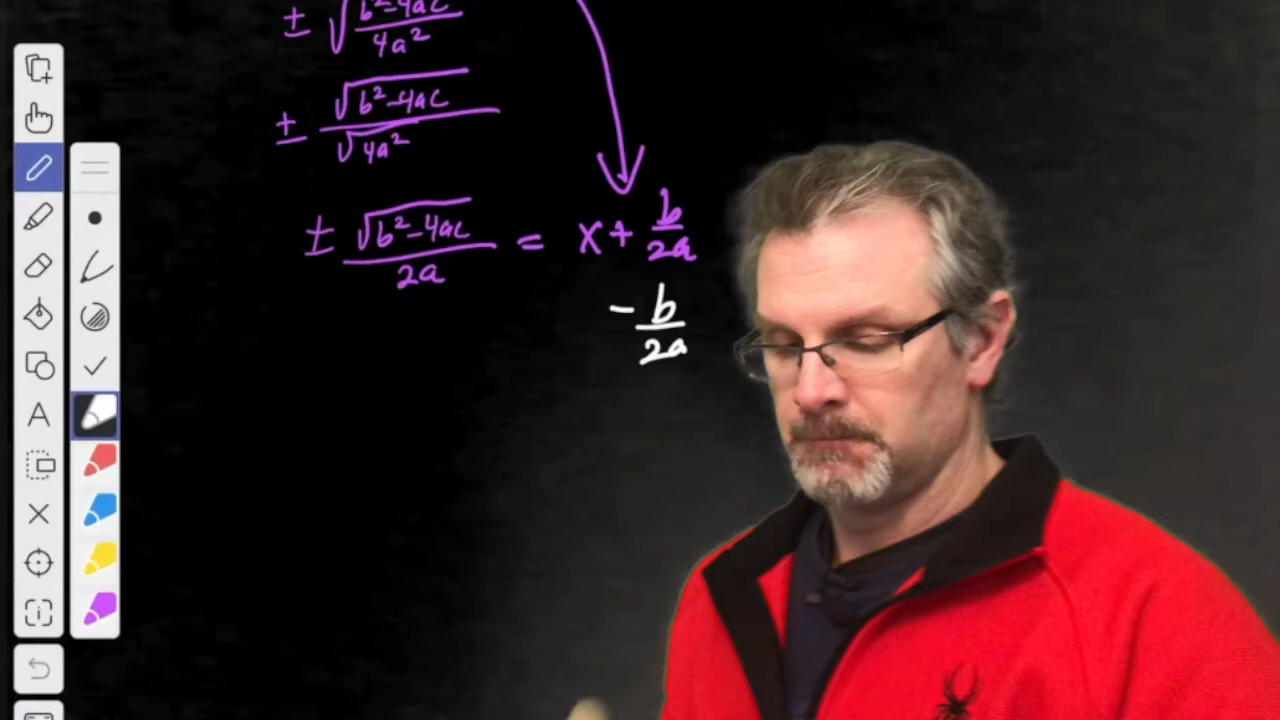 ± √(b²-4ac / 4a²)
± √(b²-4ac) / √(4a²)
± √(b²-4ac) / 2a = x + b/2a
- b/2a
A